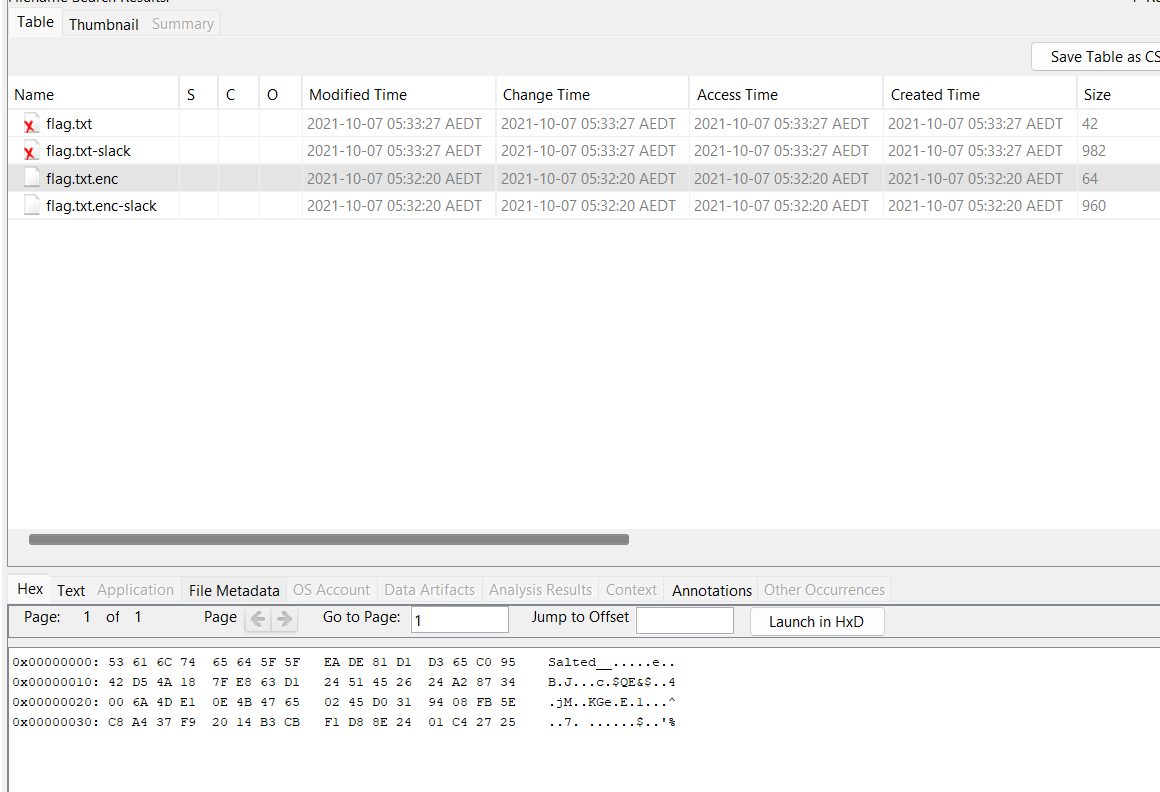 Filename Search Results:
Table Thumbnail Summary
Save Table as CS
Name S C O Modified Time Change Time Access Time Created Time Size
flag.txt 2021-10-07 05:33:27 AEDT 2021-10-07 05:33:27 AEDT 2021-10-07 05:33:27 AEDT 2021-10-07 05:33:27 AEDT 42
flag.txt-slack 2021-10-07 05:33:27 AEDT 2021-10-07 05:33:27 AEDT 2021-10-07 05:33:27 AEDT 2021-10-07 05:33:27 AEDT 982
flag.txt.enc 2021-10-07 05:32:20 AEDT 2021-10-07 05:32:20 AEDT 2021-10-07 05:32:20 AEDT 2021-10-07 05:32:20 AEDT 64
flag.txt.enc-slack 2021-10-07 05:32:20 AEDT 2021-10-07 05:32:20 AEDT 2021-10-07 05:32:20 AEDT 2021-10-07 05:32:20 AEDT 960
Hex Text Application File Metadata OS Account Data Artifacts Analysis Results Context Annotations Other Occurrences
Page: 1 of 1 Page Go to Page: 1 Jump to Offset Launch in HxD
0x00000000: 53 61 6C 74 65 64 5F 5F EA DE 81 D1 D3 65 C0 95 Salted__.....e..
0x00000010: 42 D5 4A 18 7F E8 63 D1 24 51 45 26 24 A2 87 34 B.J...c.$QE&$..4
0x00000020: 00 6A 4D E1 0E 4B 47 65 02 45 D0 31 94 08 FB 5E .jM..KGe.E.1...^
0x00000030: C8 A4 37 F9 20 14 B3 CB F1 D8 8E 24 01 C4 27 25 ..7. ......$..'%